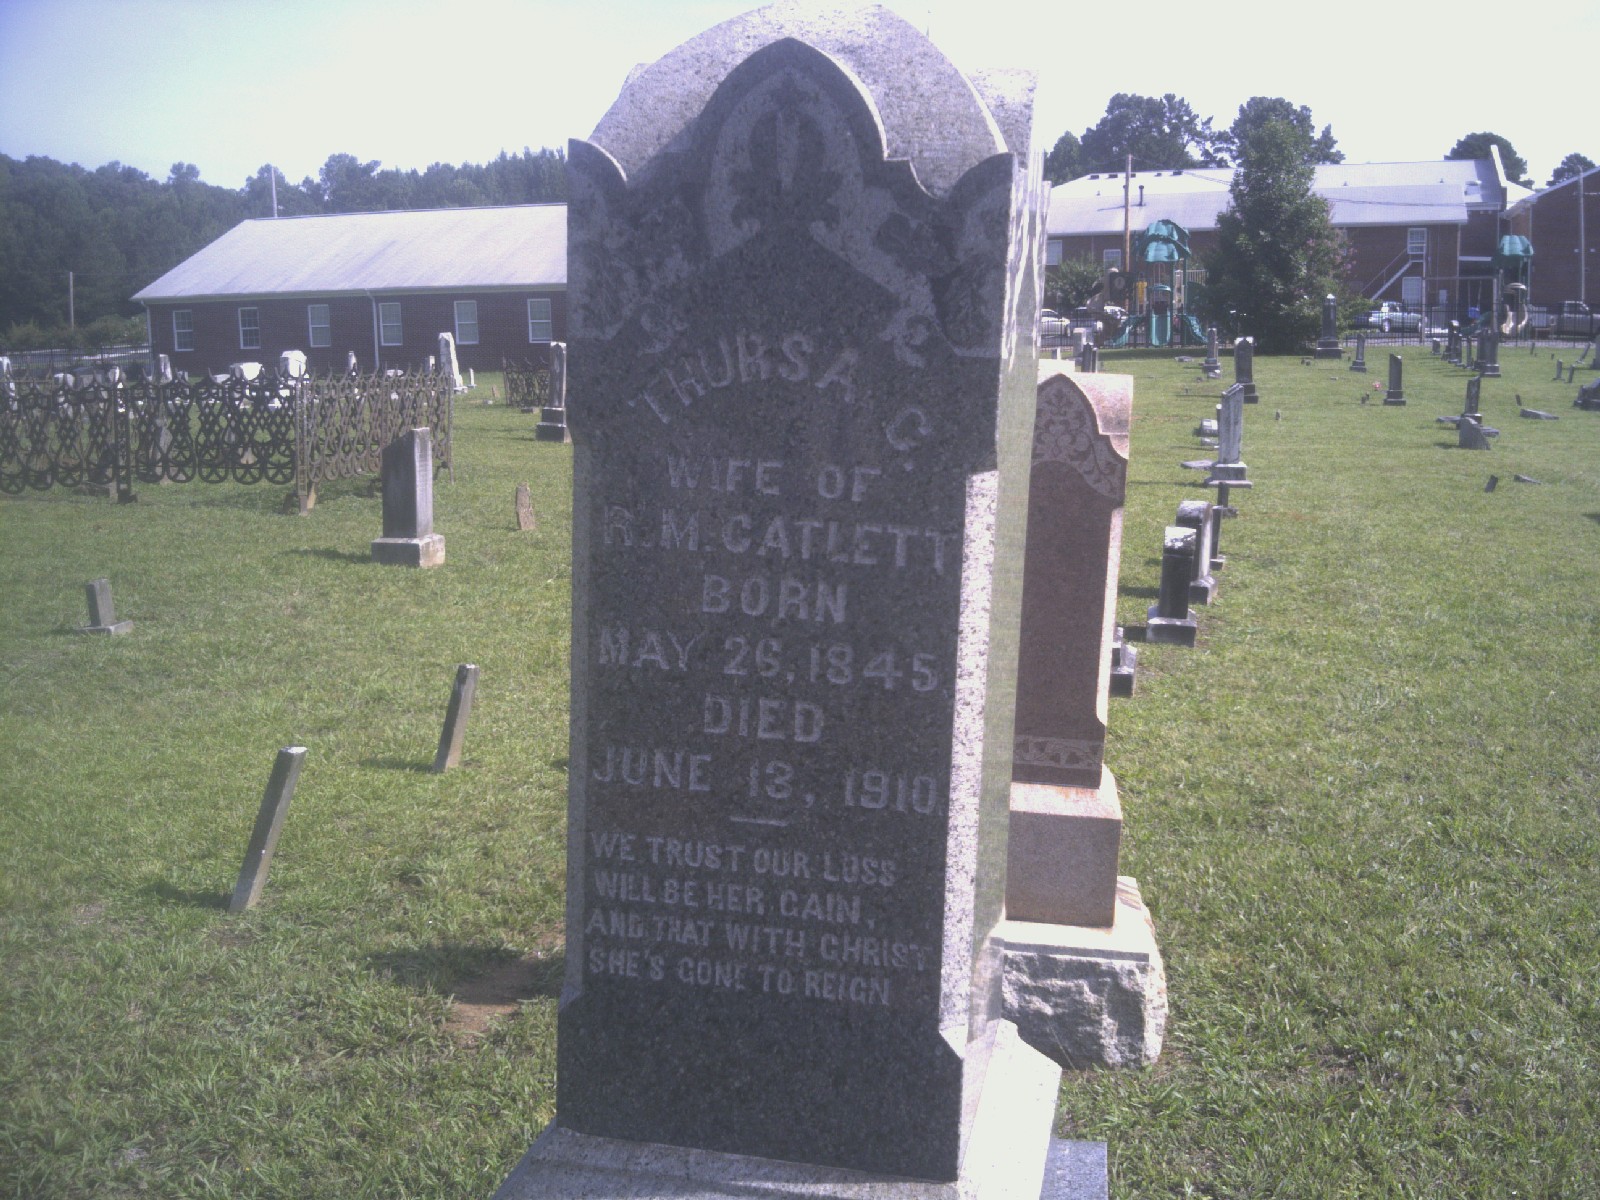 THURSA C.
WIFE OF
R. M. CATLETT
BORN
MAY 26, 1845.
DIED
JUNE 13, 1910.
WE TRUST OUR LOSS
WILL BE HER GAIN,
AND THAT WITH CHRIST
SHE'S GONE TO REIGN